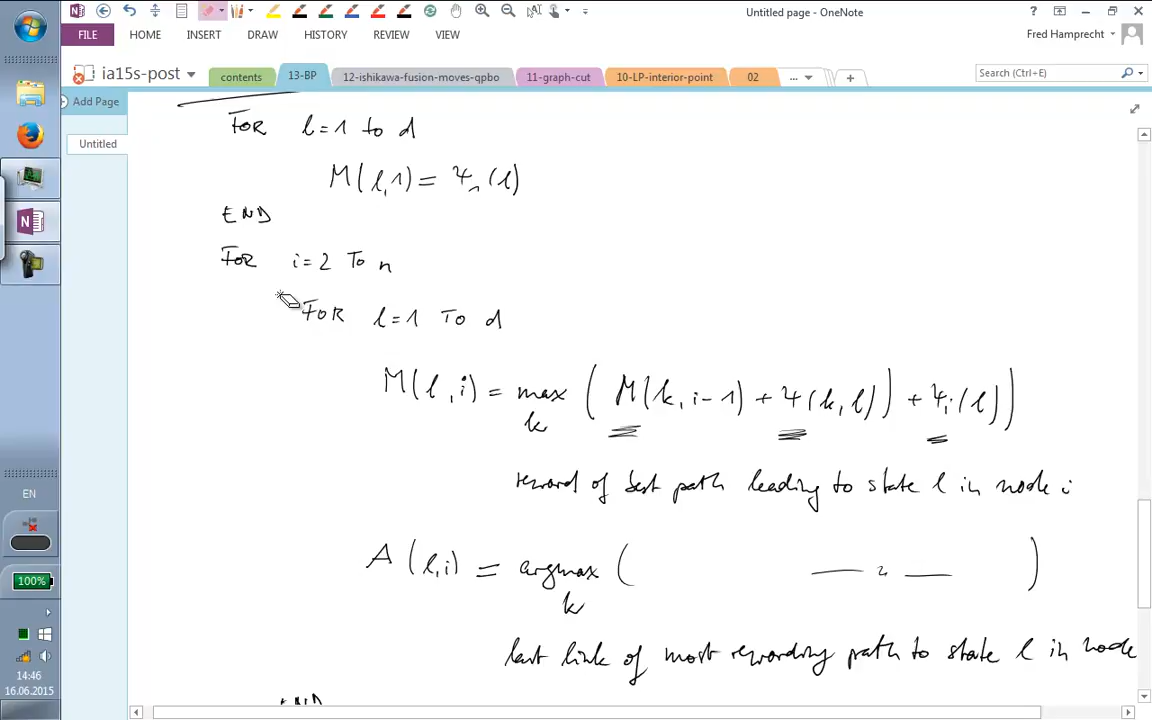 Untitled page - OneNote
FILE HOME INSERT DRAW HISTORY REVIEW VIEW
Fred Hamprecht
ia15s-post contents 13-BP 12-ishikawa-fusion-moves-qpbo 11-graph-cut 10-LP-interior-point 02 ... +
Search (Ctrl+E)
Add Page
Untitled
FOR l=1 to d
M(l,1) = Ψ₁(l)
END
FOR i=2 TO n
FOR l=1 TO d
M(l,i) = max ( M(k,i-1) + Ψ(k,l) ) + Ψᵢ(l) )
k
reward of best path leading to state l in node i
A(l,i) = argmax ( — " — )
k
last link of most rewarding path to state l in node
END
EN
100%
14:46
16.06.2015